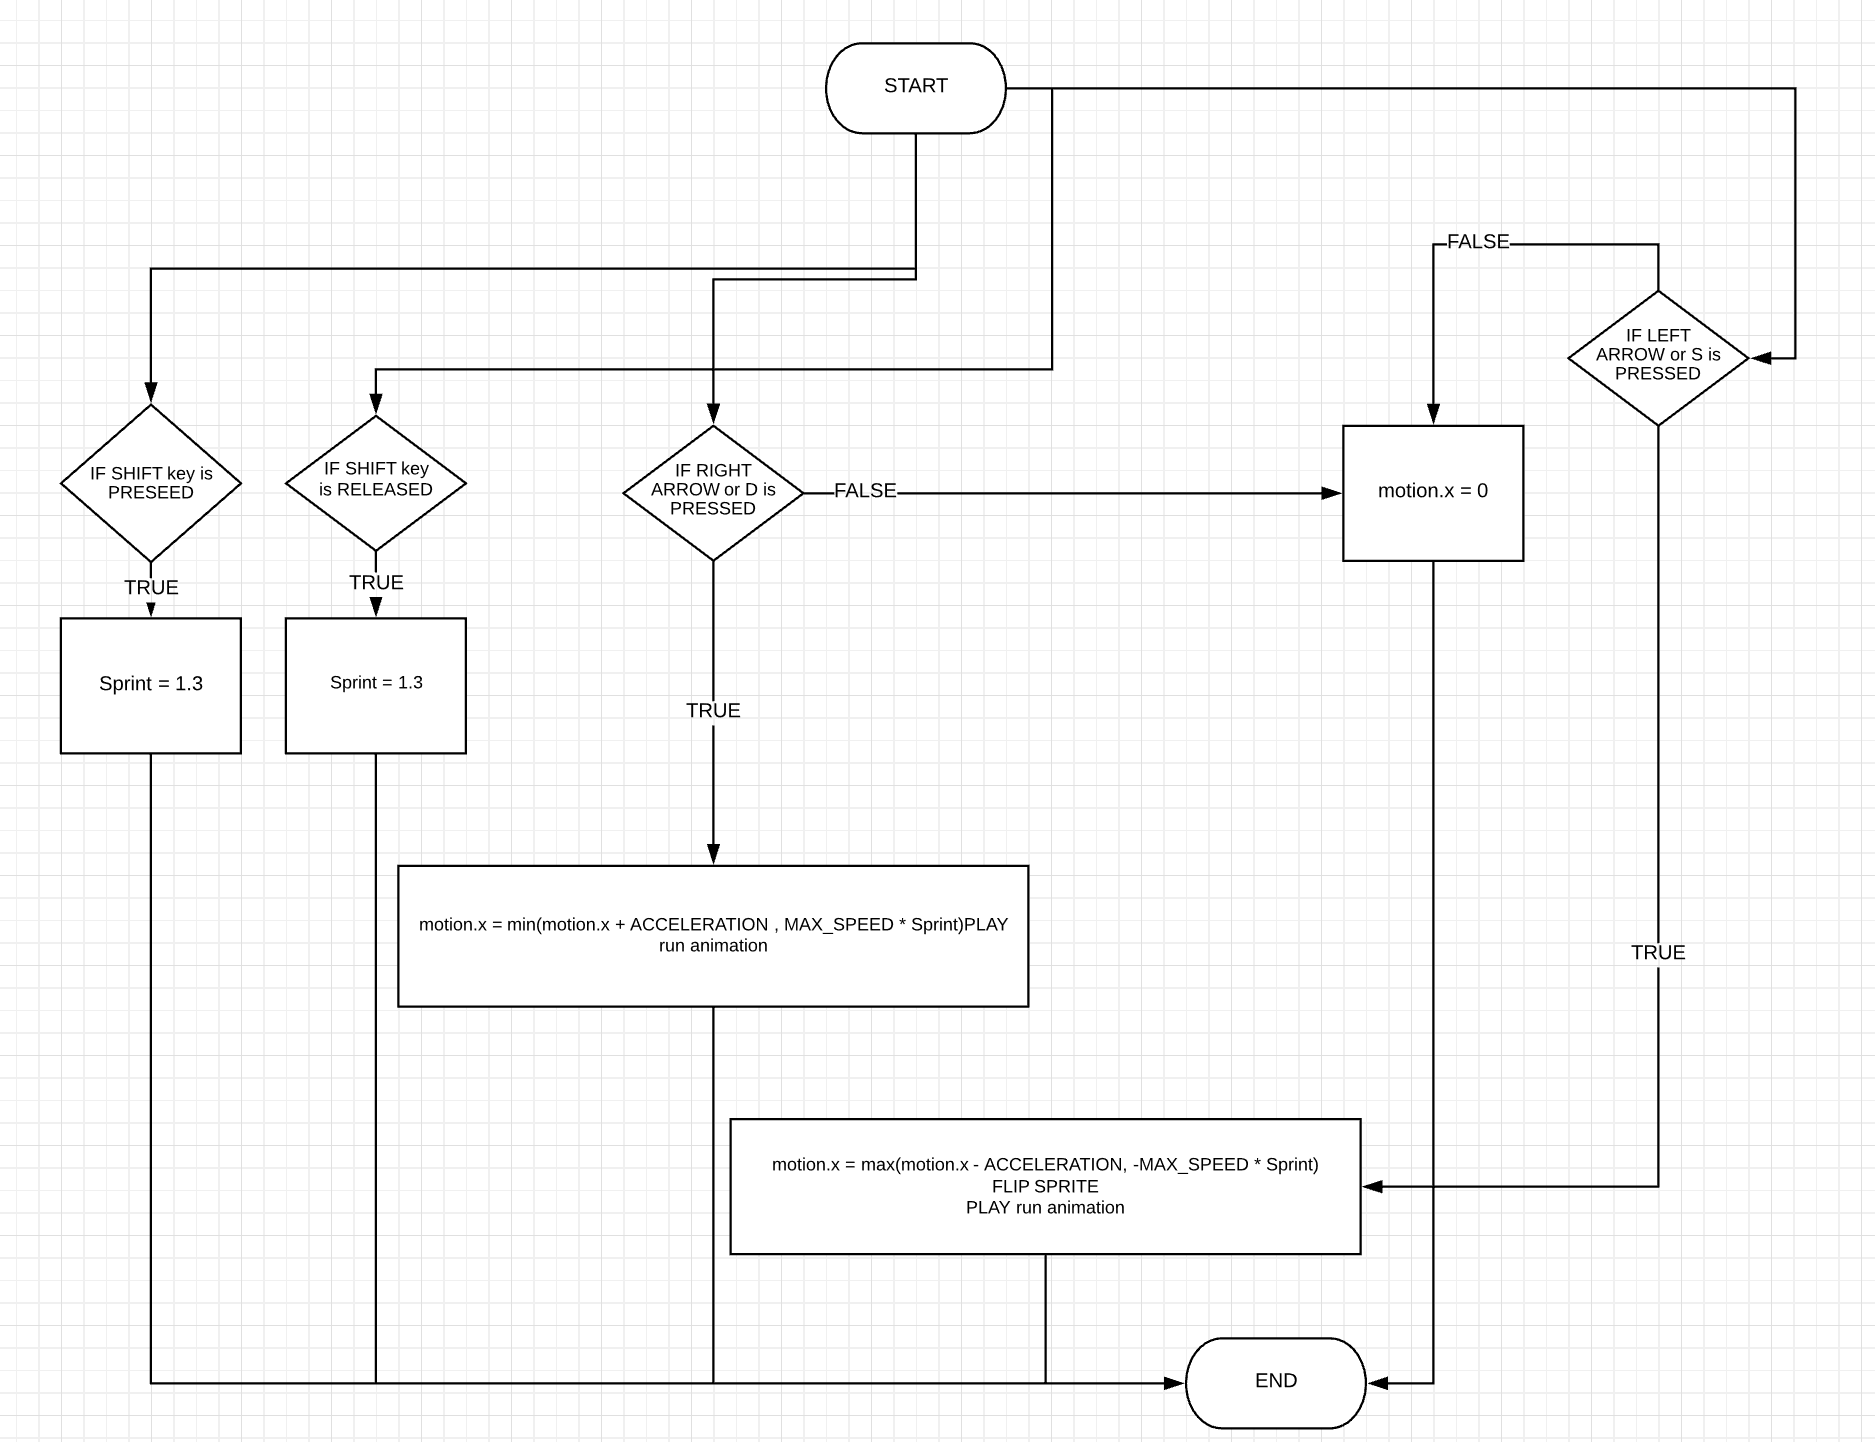 START
FALSE
IF LEFT
ARROW or S is
PRESSED
IF SHIFT key is
PRESEED
IF SHIFT key
is RELEASED
IF RIGHT
ARROW or D is
PRESSED
FALSE
motion.x = 0
TRUE
TRUE
Sprint = 1.3
Sprint = 1.3
TRUE
motion.x = min(motion.x + ACCELERATION , MAX_SPEED * Sprint)PLAY
run animation
TRUE
motion.x = max(motion.x - ACCELERATION, -MAX_SPEED * Sprint)
FLIP SPRITE
PLAY run animation
END